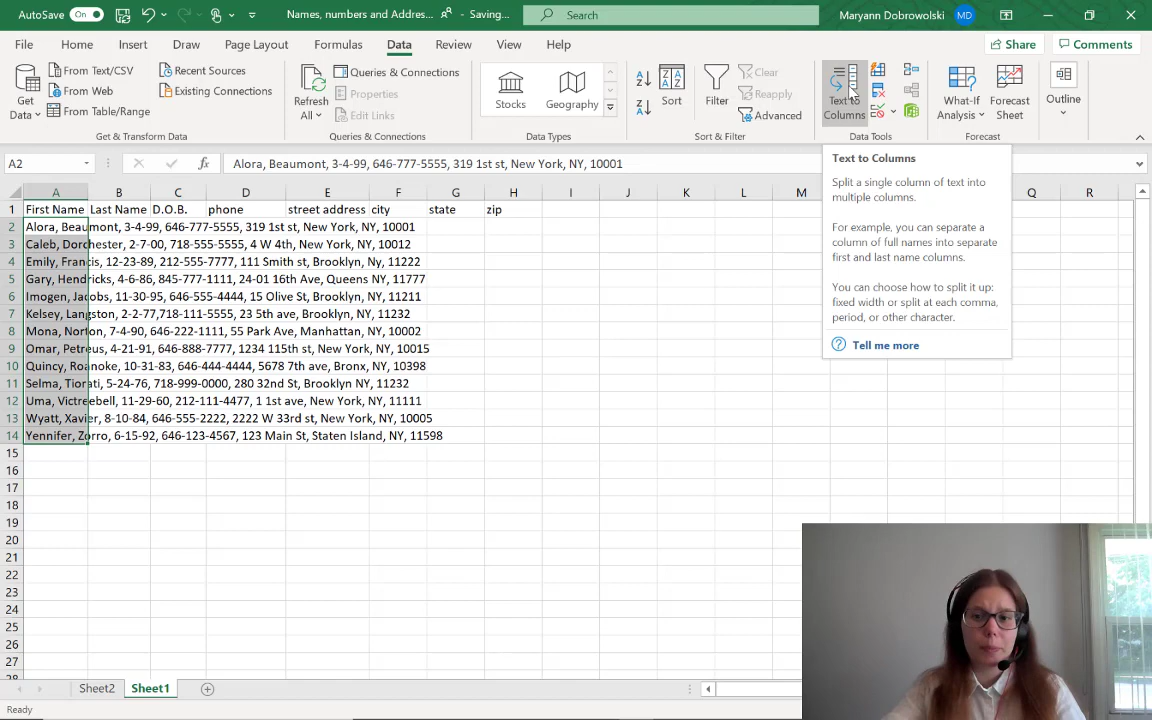 AutoSave On Names, numbers and Addres... - Saving... Search Maryann Dobrowolski MD
File Home Insert Draw Page Layout Formulas Data Review View Help Share Comments
Get Data
From Text/CSV
From Web
From Table/Range
Recent Sources
Existing Connections
Get & Transform Data
Refresh All
Queries & Connections
Properties
Edit Links
Queries & Connections
Stocks
Geography
Data Types
Sort
Filter
Clear
Reapply
Advanced
Sort & Filter
Text to Columns
Data Tools
What-If Analysis
Forecast Sheet
Forecast
Outline
A2 fx Alora, Beaumont, 3-4-99, 646-777-5555, 319 1st st, New York, NY, 10001
Text to Columns
Split a single column of text into
multiple columns.
For example, you can separate a
column of full names into separate
first and last name columns.
You can choose how to split it up:
fixed width or split at each comma,
period, or other character.
Tell me more
A B C D E F G H I J K L M Q R
1 First Name Last Name D.O.B. phone street address city state zip
2 Alora, Beaumont, 3-4-99, 646-777-5555, 319 1st st, New York, NY, 10001
3 Caleb, Dorchester, 2-7-00, 718-555-5555, 4 W 4th, New York, NY, 10012
4 Emily, Francis, 12-23-89, 212-555-7777, 111 Smith st, Brooklyn, NY, 11222
5 Gary, Hendricks, 4-6-86, 845-777-1111, 24-01 16th Ave, Queens NY, 11777
6 Imogen, Jacobs, 11-30-95, 646-555-4444, 15 Olive St, Brooklyn, NY, 11211
7 Kelsey, Langston, 2-2-77,718-111-5555, 23 5th ave, Brooklyn, NY, 11232
8 Mona, Norton, 7-4-90, 646-222-1111, 55 Park Ave, Manhattan, NY, 10002
9 Omar, Petreus, 4-21-91, 646-888-7777, 1234 115th st, New York, NY, 10015
10 Quincy, Roanoke, 10-31-83, 646-444-4444, 5678 7th ave, Bronx, NY, 10398
11 Selma, Tiorati, 5-24-76, 718-999-0000, 280 32nd St, Brooklyn NY, 11232
12 Uma, Victreebell, 11-29-60, 212-111-4477, 1 1st ave, New York, NY, 11111
13 Wyatt, Xavier, 8-10-84, 646-555-2222, 2222 W 33rd st, New York, NY, 10005
14 Yennifer, Zorro, 6-15-92, 646-123-4567, 123 Main St, Staten Island, NY, 11598
15
16
17
18
19
20
21
22
23
24
25
26
27
28
Sheet2 Sheet1
Ready